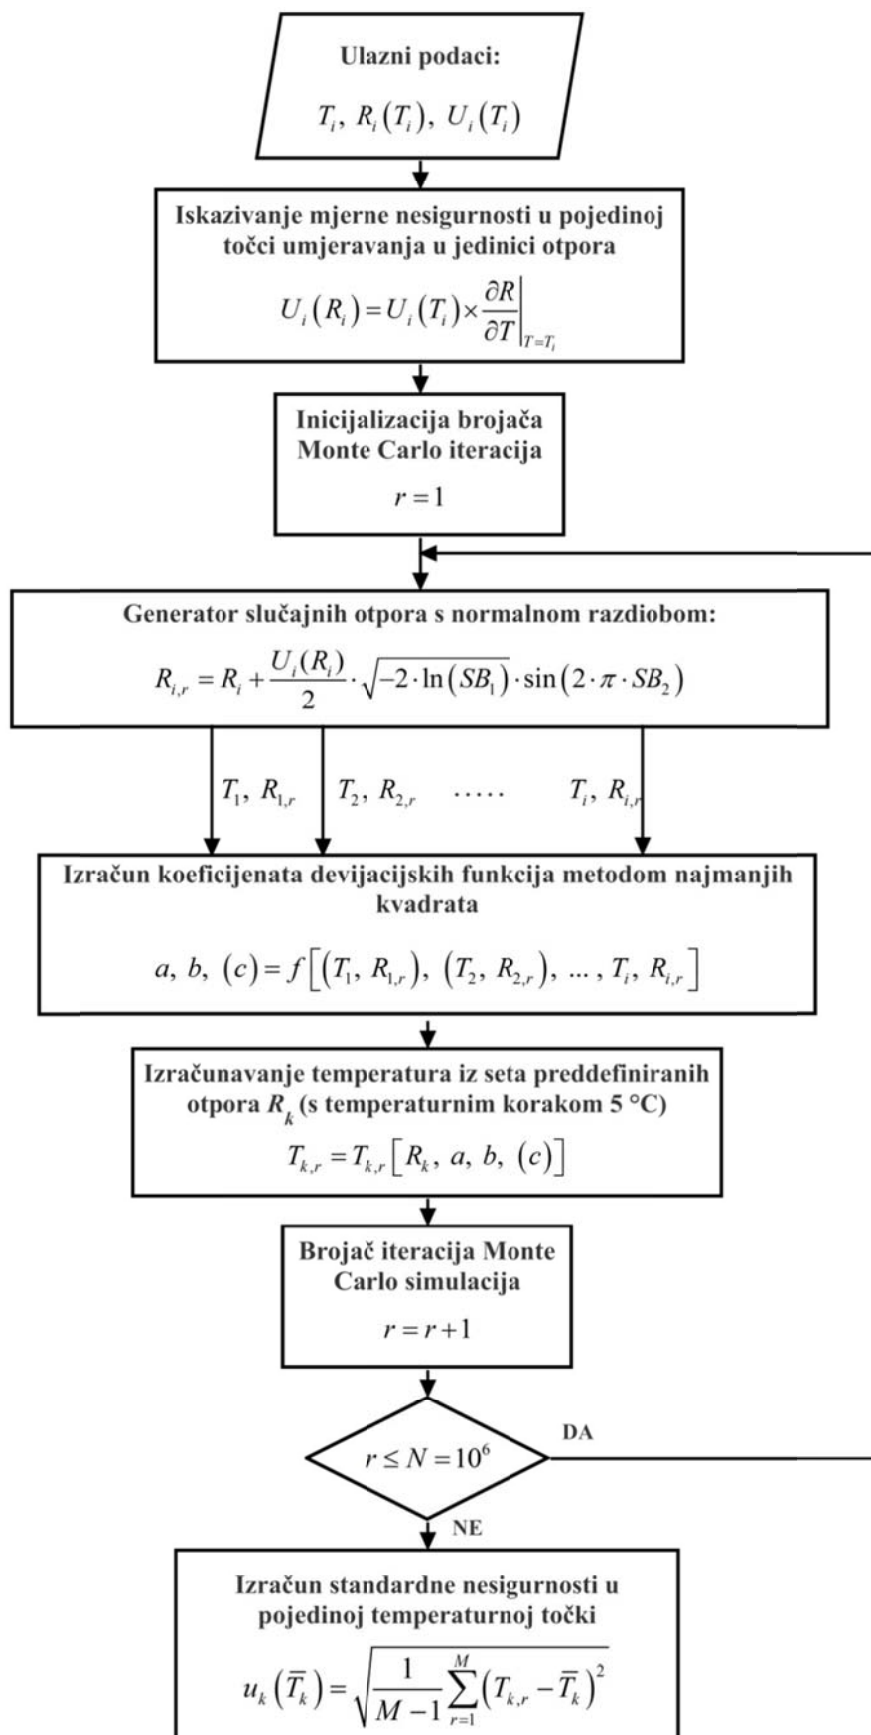 Ulazni podaci:
T_i, R_i(T_i), U_i(T_i)
Iskazivanje mjerne nesigurnosti u pojedinoj
točci umjeravanja u jedinici otpora
U_i(R_i) = U_i(T_i) × ∂R/∂T |_{T=T_i}
Inicijalizacija brojača
Monte Carlo iteracija
r = 1
Generator slučajnih otpora s normalnom razdiobom:
R_{i,r} = R_i + U_i(R_i)/2 · √(−2 · ln(SB_1)) · sin(2 · π · SB_2)
T_1, R_{1,r} T_2, R_{2,r} ..... T_i, R_{i,r}
Izračun koeficijenata devijacijskih funkcija metodom najmanjih
kvadrata
a, b, (c) = f[(T_1, R_{1,r}), (T_2, R_{2,r}), ... , T_i, R_{i,r}]
Izračunavanje temperatura iz seta preddefiniranih
otpora R_k (s temperaturnim korakom 5 °C)
T_{k,r} = T_{k,r}[R_k, a, b, (c)]
Brojač iteracija Monte
Carlo simulacija
r = r + 1
r ≤ N = 10^6
DA
NE
Izračun standardne nesigurnosti u
pojedinoj temperaturnoj točki
u_k(T̅_k) = √(1/(M − 1) ∑_{r=1}^{M} (T_{k,r} − T̅_k)^2)